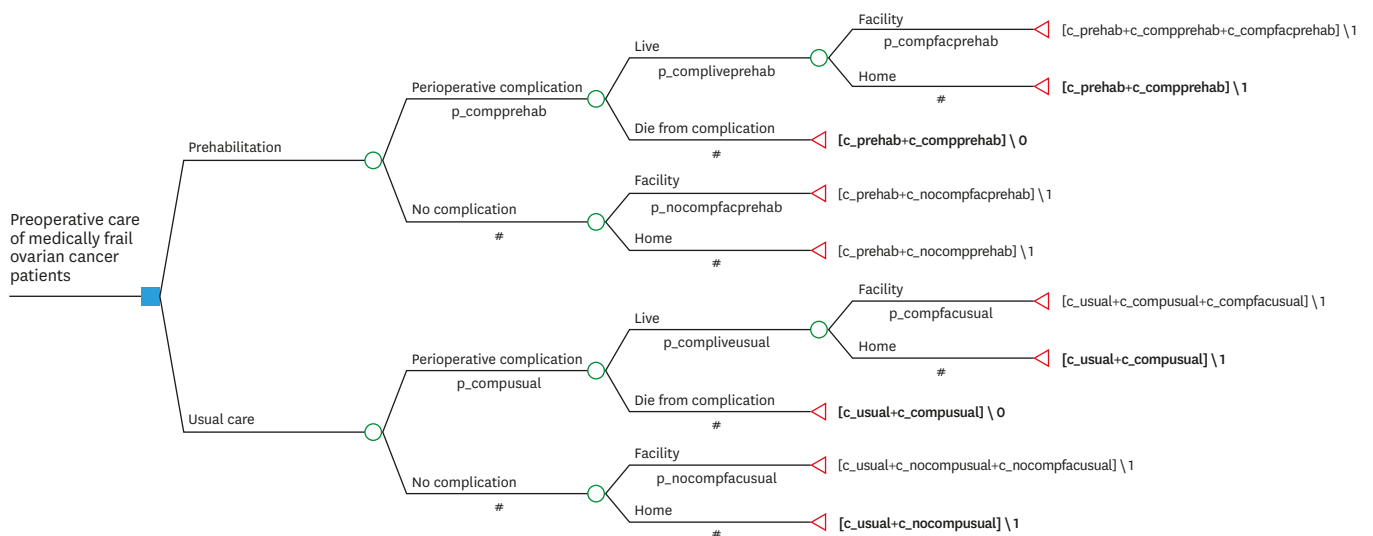 Facility
p_compfacprehab
[c_prehab+c_compprehab+c_compfacprehab] \ 1
Live
p_compliveprehab
Home
#
[c_prehab+c_compprehab] \ 1
Perioperative complication
p_compprehab
Die from complication
#
[c_prehab+c_compprehab] \ 0
Prehabilitation
Facility
p_nocompfacprehab
[c_prehab+c_nocompfacprehab] \ 1
No complication
#
Home
#
[c_prehab+c_nocompprehab] \ 1
Preoperative care
of medically frail
ovarian cancer
patients
Facility
p_compfacusual
[c_usual+c_compusual+c_compfacusual] \ 1
Live
p_compliveusual
Home
#
[c_usual+c_compusual] \ 1
Perioperative complication
p_compusual
Die from complication
#
[c_usual+c_compusual] \ 0
Usual care
Facility
p_nocompfacusual
[c_usual+c_nocompusual+c_nocompfacusual] \ 1
No complication
#
Home
#
[c_usual+c_nocompusual] \ 1